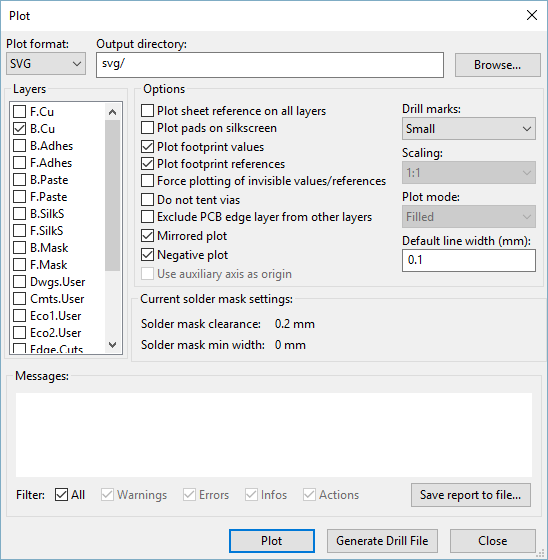 Plot
Plot format:
Output directory:
SVG
svg/
Browse...
Layers
F.Cu
B.Cu
B.Adhes
F.Adhes
B.Paste
F.Paste
B.SilkS
F.SilkS
B.Mask
F.Mask
Dwgs.User
Cmts.User
Eco1.User
Eco2.User
Edge.Cuts
Options
Plot sheet reference on all layers
Plot pads on silkscreen
Plot footprint values
Plot footprint references
Force plotting of invisible values/references
Do not tent vias
Exclude PCB edge layer from other layers
Mirrored plot
Negative plot
Use auxiliary axis as origin
Drill marks:
Small
Scaling:
1:1
Plot mode:
Filled
Default line width (mm):
0.1
Current solder mask settings:
Solder mask clearance: 0.2 mm
Solder mask min width: 0 mm
Messages:
Filter: All Warnings Errors Infos Actions
Save report to file...
Plot
Generate Drill File
Close